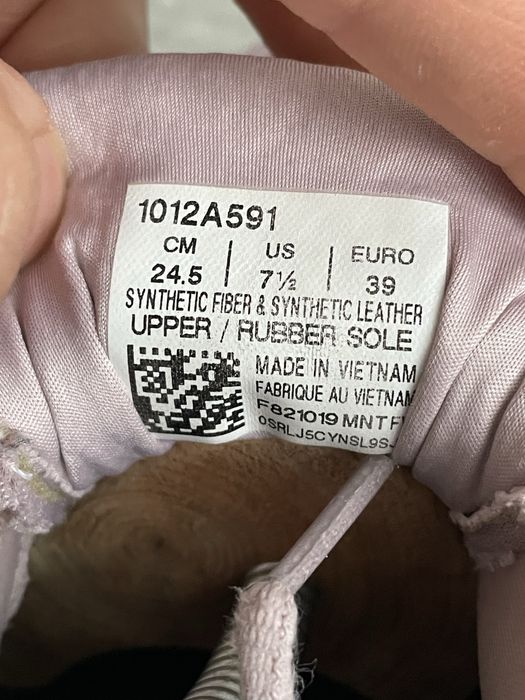 1012A591
CM | US | EURO
24.5 | 7½ | 39
SYNTHETIC FIBER & SYNTHETIC LEATHER
UPPER / RUBBER SOLE
MADE IN VIETNAM
FABRIQUE AU VIETNAM
F821019 MNT